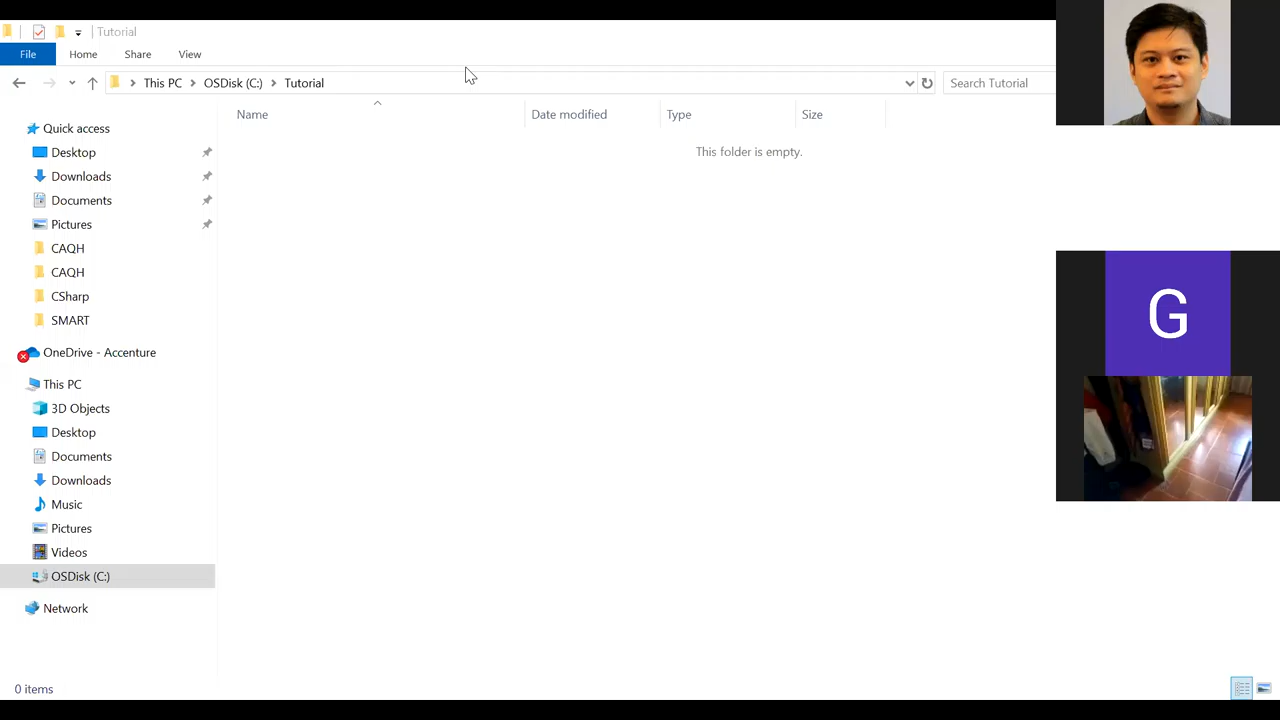 Tutorial
File Home Share View
This PC OSDisk (C:) Tutorial Search Tutorial
Name Date modified Type Size
This folder is empty.
Quick access
Desktop
Downloads
Documents
Pictures
CAQH
CAQH
CSharp
SMART
OneDrive - Accenture
This PC
3D Objects
Desktop
Documents
Downloads
Music
Pictures
Videos
OSDisk (C:)
Network
0 items
G